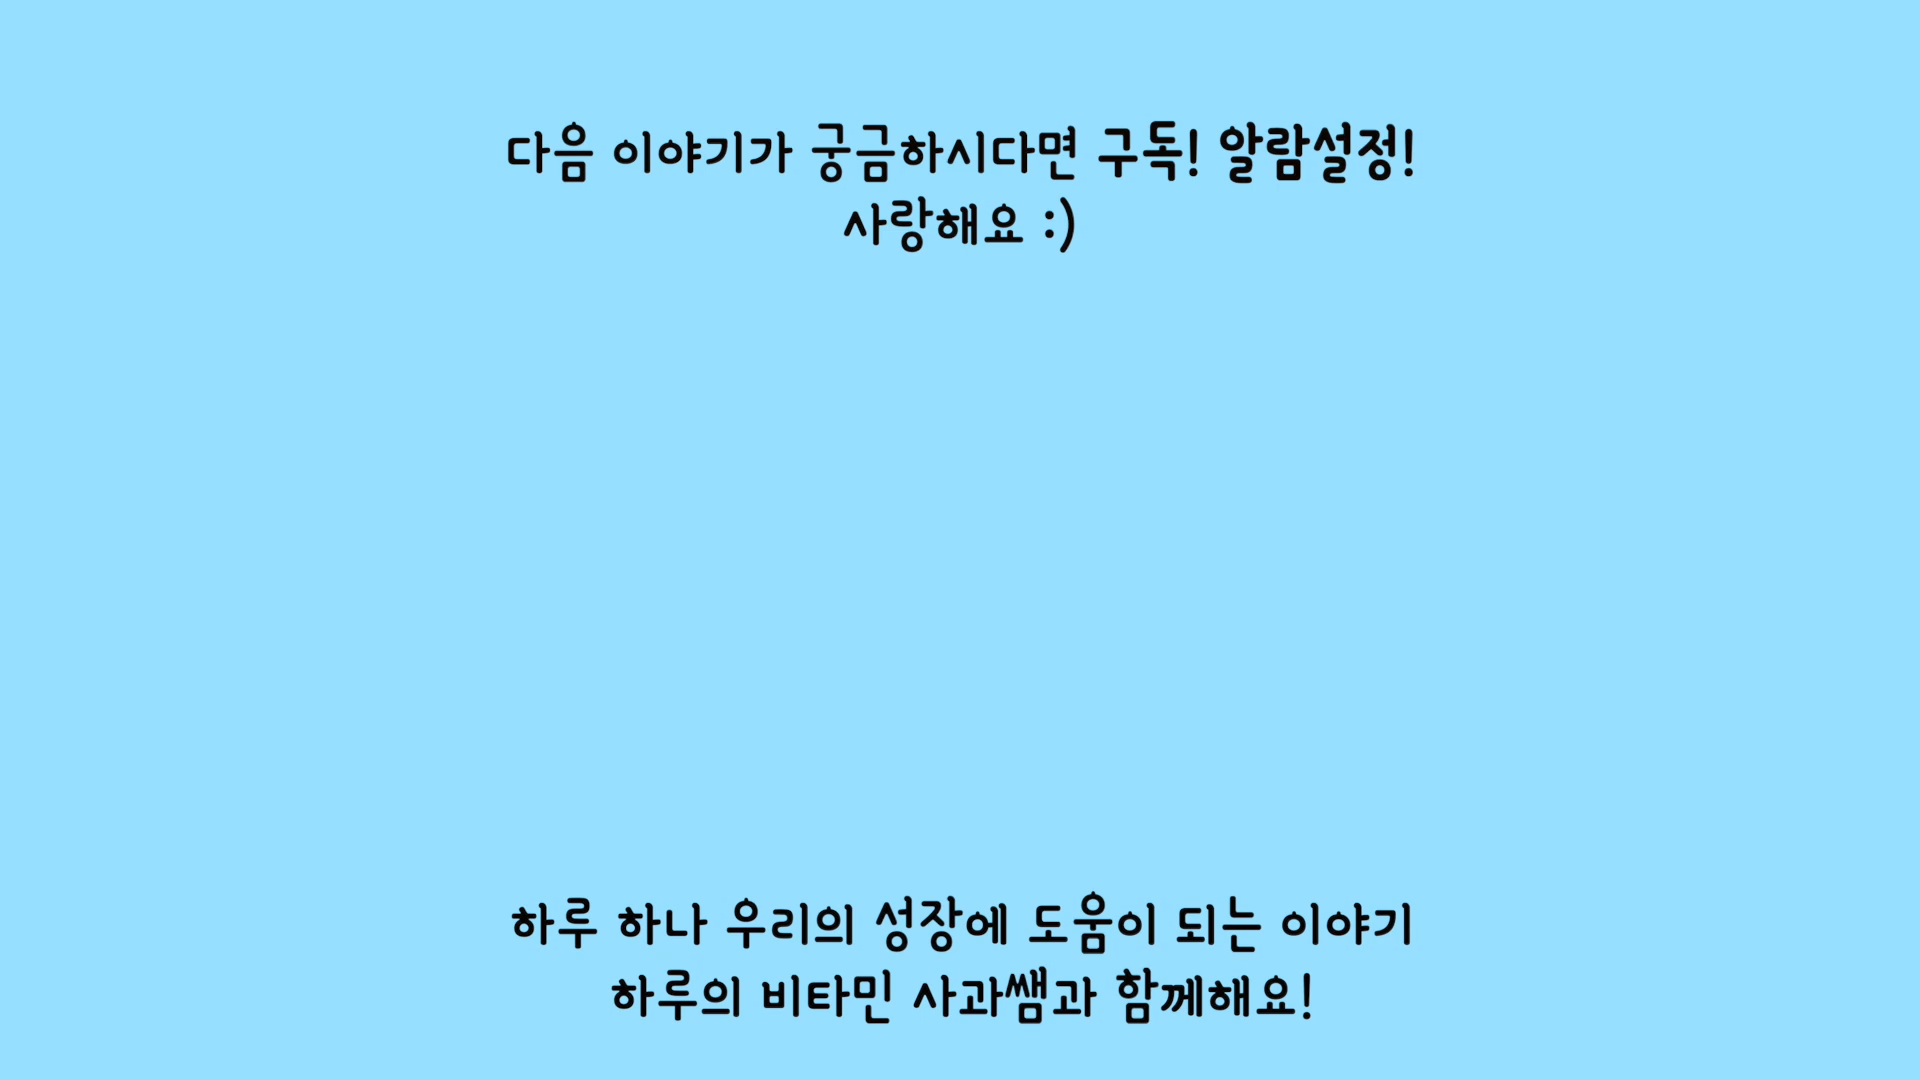 다음 이야기가 궁금하시다면 구독! 알람설정!
사랑해요 :)
하루 하나 우리의 성장에 도움이 되는 이야기
하루의 비타민 사과쌤과 함께해요!